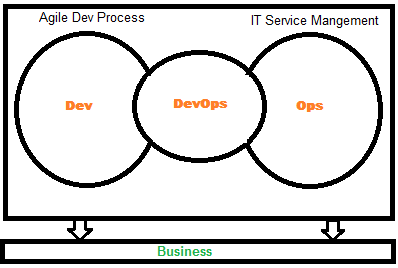 Agile Dev Process
IT Service Mangement
Dev
DevOps
Ops
Business